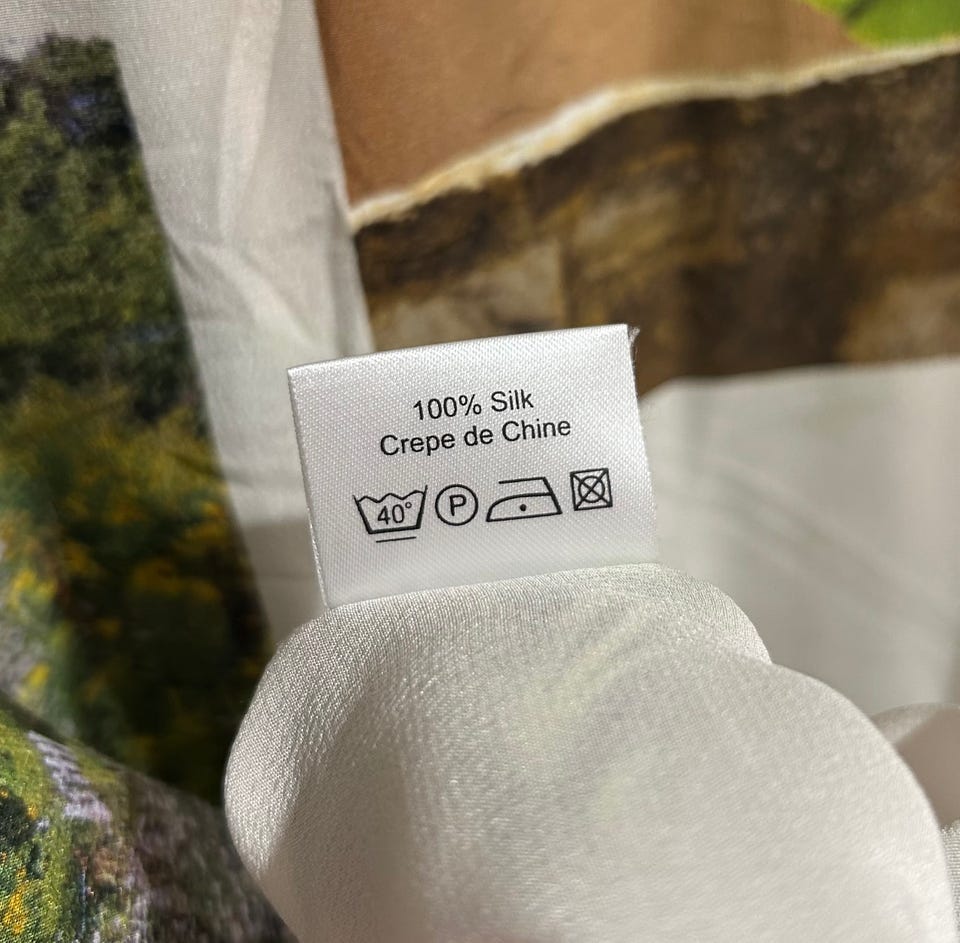 100% Silk
Crepe de Chine
40° P